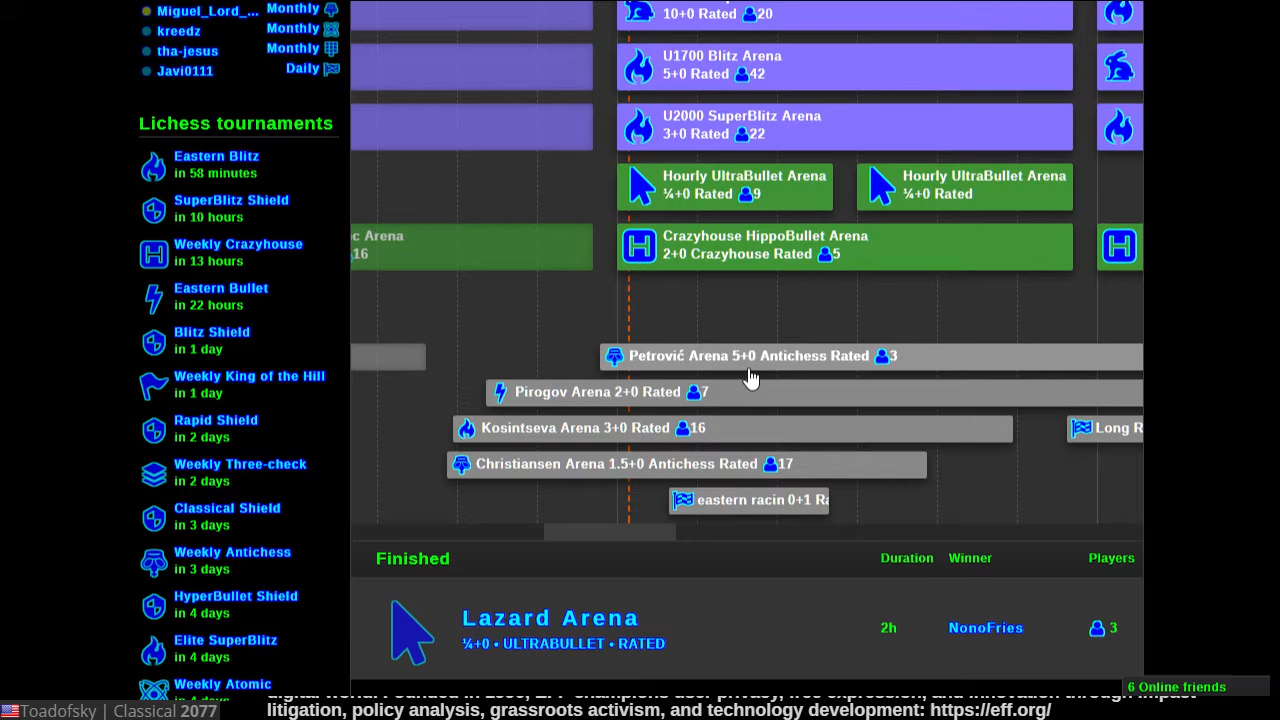 Miguel_Lord_... Monthly
kreedz Monthly
tha-jesus Monthly
Javi0111 Daily
Lichess tournaments
Eastern Blitz
in 58 minutes
SuperBlitz Shield
in 10 hours
Weekly Crazyhouse
in 13 hours
Eastern Bullet
in 22 hours
Blitz Shield
in 1 day
Weekly King of the Hill
in 1 day
Rapid Shield
in 2 days
Weekly Three-check
in 2 days
Classical Shield
in 3 days
Weekly Antichess
in 3 days
HyperBullet Shield
in 4 days
Elite SuperBlitz
in 4 days
Weekly Atomic
10+0 Rated 20
U1700 Blitz Arena
5+0 Rated 42
U2000 SuperBlitz Arena
3+0 Rated 22
Hourly UltraBullet Arena
¼+0 Rated 9
Hourly UltraBullet Arena
¼+0 Rated
c Arena
16
Crazyhouse HippoBullet Arena
2+0 Crazyhouse Rated 5
Petrović Arena 5+0 Antichess Rated 3
Pirogov Arena 2+0 Rated 7
Kosintseva Arena 3+0 Rated 16
Long R
Christiansen Arena 1.5+0 Antichess Rated 17
eastern racin 0+1 Ra
Finished Duration Winner Players
Lazard Arena
¼+0 • ULTRABULLET • RATED
2h NonoFries 3
6 Online friends
litigation, policy analysis, grassroots activism, and technology development: https://eff.org/
Toadofsky | Classical 2077